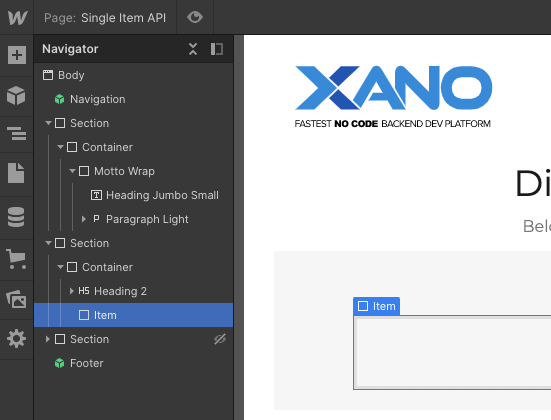 Page: Single Item API
Navigator
Body
Navigation
Section
Container
Motto Wrap
T Heading Jumbo Small
P Paragraph Light
Section
Container
H5 Heading 2
Item
Section
Footer
XANO
FASTEST NO CODE BACKEND DEV PLATFORM
Di
Belo
Item